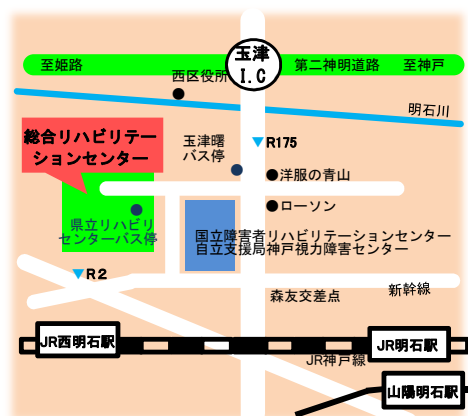 玉津
I.C
至姫路
第二神明道路
至神戸
西区役所
明石川
総合リハビリテー
ションセンター
玉津曙
バス停
R175
洋服の青山
ローソン
県立リハビリ
センターバス停
国立障害者リハビリテーションセンター
自立支援局神戸視力障害センター
R2
新幹線
森友交差点
JR西明石駅
JR明石駅
JR神戸線
山陽明石駅